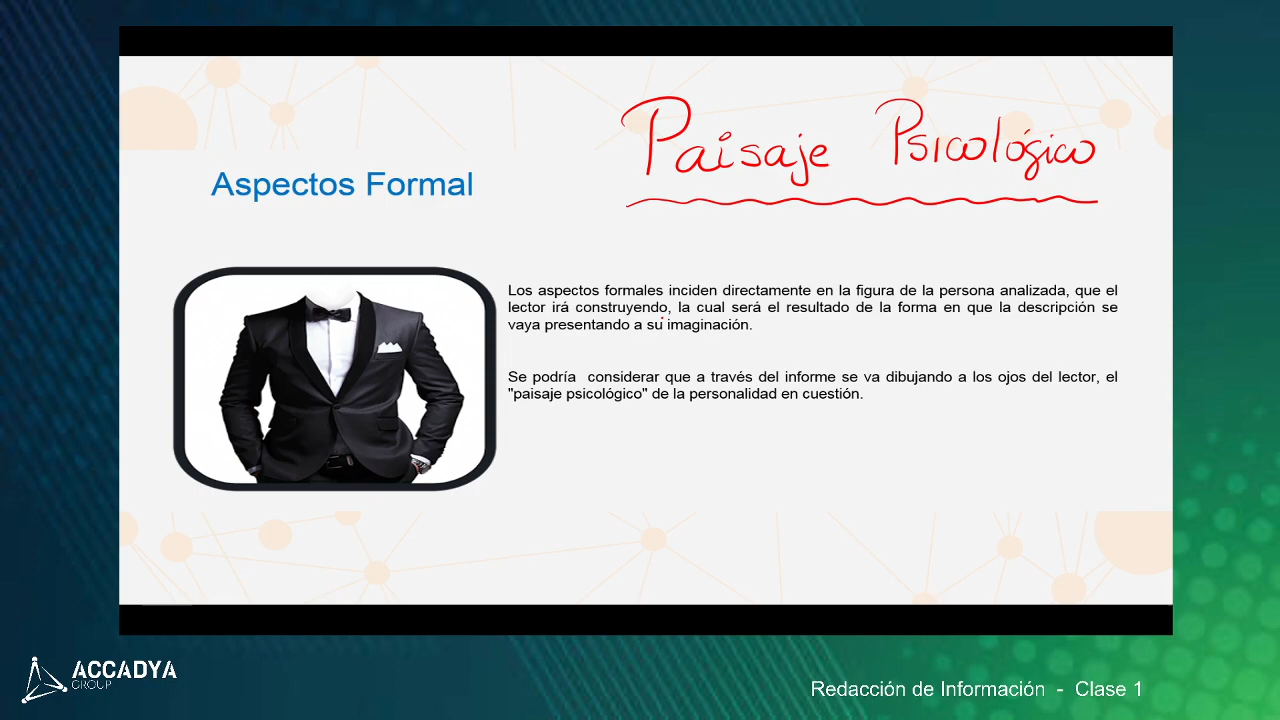 Paisaje Psicológico
Aspectos Formal
Los aspectos formales inciden directamente en la figura de la persona analizada, que el
lector irá construyendo, la cual será el resultado de la forma en que la descripción se
vaya presentando a su imaginación.
Se podría considerar que a través del informe se va dibujando a los ojos del lector, el
"paisaje psicológico" de la personalidad en cuestión.
ACCADYA
GROUP
Redacción de Información - Clase 1